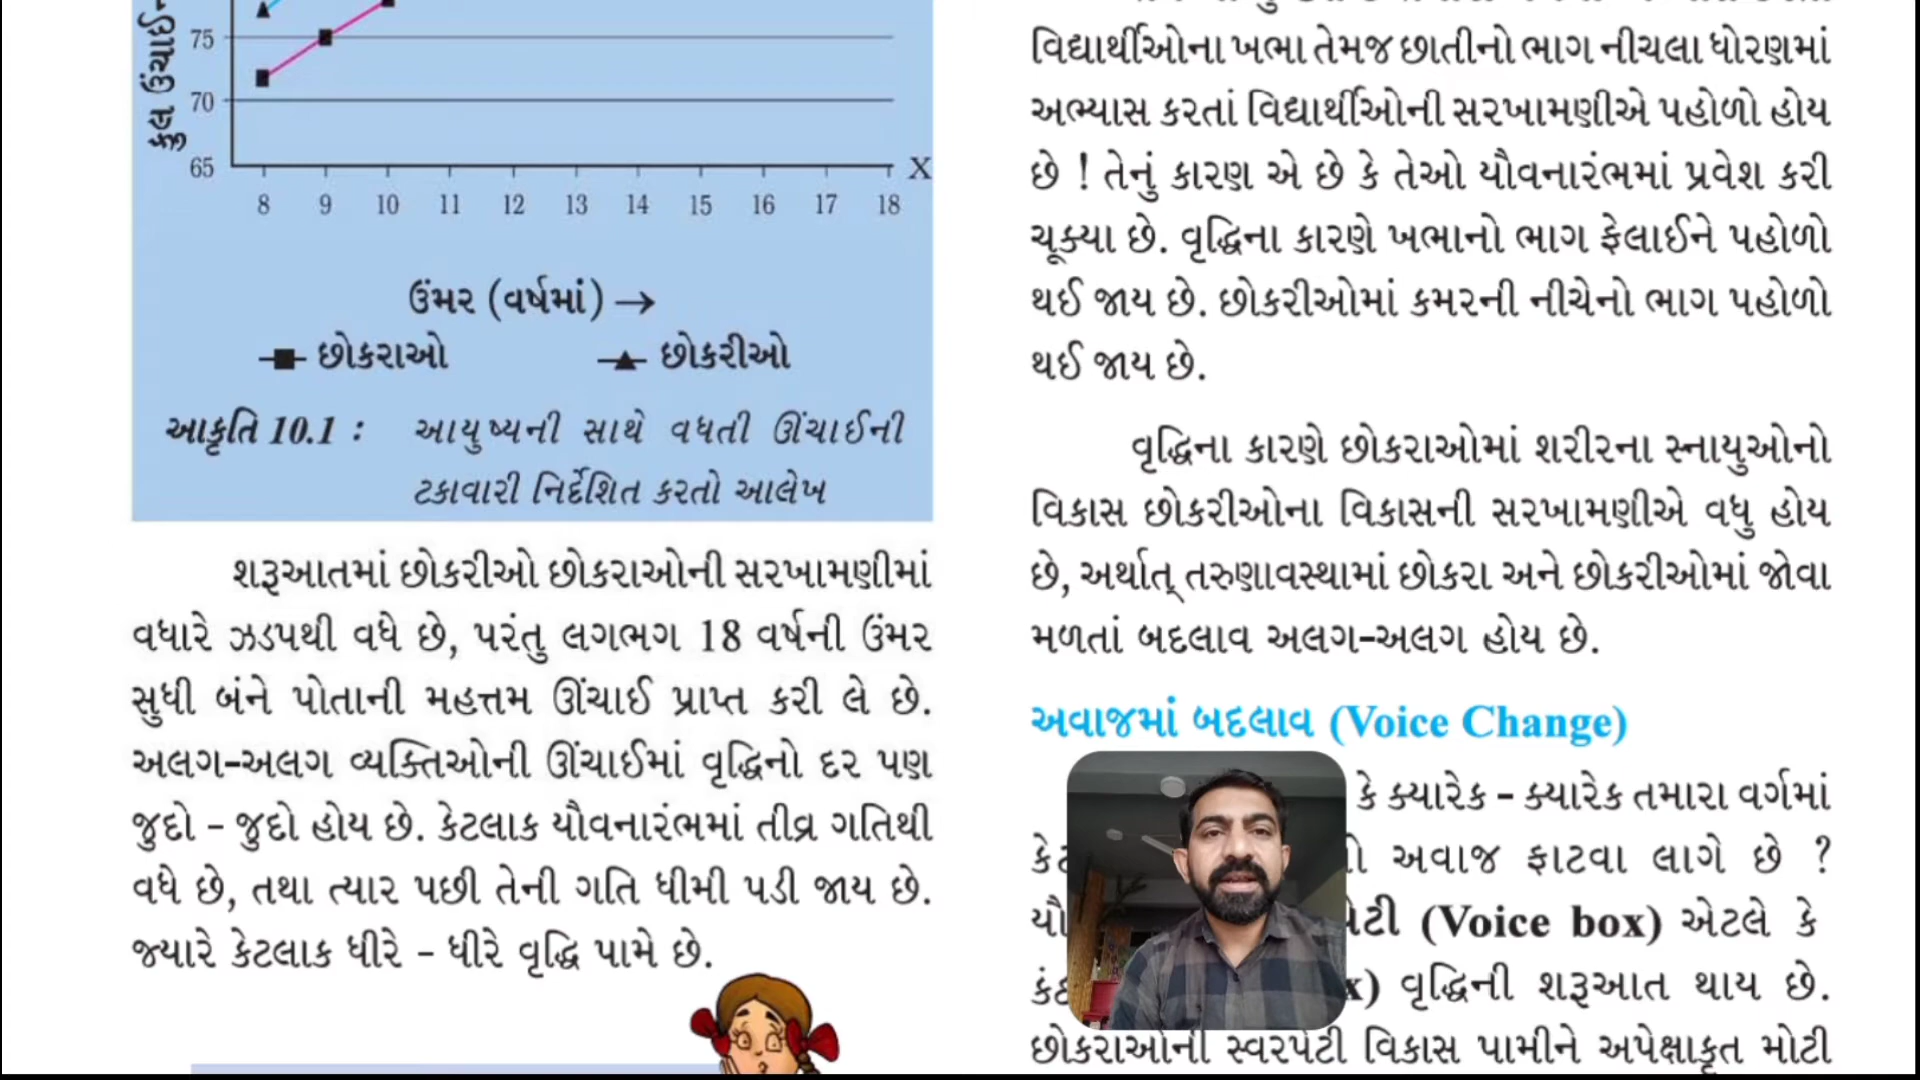 75
70
65
X
8 9 10 11 12 13 14 15 16 17 18
કુલ ઉંચાઈન
ઉંમર (વર્ષમાં) →
છોકરાઓ છોકરીઓ
આકૃતિ 10.1 : આયુષ્યની સાથે વધતી ઊંચાઈની
ટકાવારી નિર્દેશિત કરતો આલેખ
શરૂઆતમાં છોકરીઓ છોકરાઓની સરખામણીમાં
વધારે ઝડપથી વધે છે, પરંતુ લગભગ 18 વર્ષની ઉંમર
સુધી બંને પોતાની મહત્તમ ઊંચાઈ પ્રાપ્ત કરી લે છે.
અલગ-અલગ વ્યક્તિઓની ઊંચાઈમાં વૃદ્ધિનો દર પણ
જુદો - જુદો હોય છે. કેટલાક યૌવનારંભમાં તીવ્ર ગતિથી
વધે છે, તથા ત્યાર પછી તેની ગતિ ધીમી પડી જાય છે.
જ્યારે કેટલાક ધીરે - ધીરે વૃદ્ધિ પામે છે.
વિદ્યાર્થીઓના ખભા તેમજ છાતીનો ભાગ નીચલા ધોરણમાં
અભ્યાસ કરતાં વિદ્યાર્થીઓની સરખામણીએ પહોળો હોય
છે ! તેનું કારણ એ છે કે તેઓ યૌવનારંભમાં પ્રવેશ કરી
ચૂક્યા છે. વૃદ્ધિના કારણે ખભાનો ભાગ ફેલાઈને પહોળો
થઈ જાય છે. છોકરીઓમાં કમરની નીચેનો ભાગ પહોળો
થઈ જાય છે.
વૃદ્ધિના કારણે છોકરાઓમાં શરીરના સ્નાયુઓનો
વિકાસ છોકરીઓના વિકાસની સરખામણીએ વધુ હોય
છે, અર્થાત્ તરુણાવસ્થામાં છોકરા અને છોકરીઓમાં જોવા
મળતાં બદલાવ અલગ-અલગ હોય છે.
અવાજમાં બદલાવ (Voice Change)
કે ક્યારેક - ક્યારેક તમારા વર્ગમાં
અવાજ ફાટવા લાગે છે ?
(Voice box) એટલે કે
x) વૃદ્ધિની શરૂઆત થાય છે.
છોકરાઓની સ્વરપેટી વિકાસ પામીને અપેક્ષાકૃત મોટી